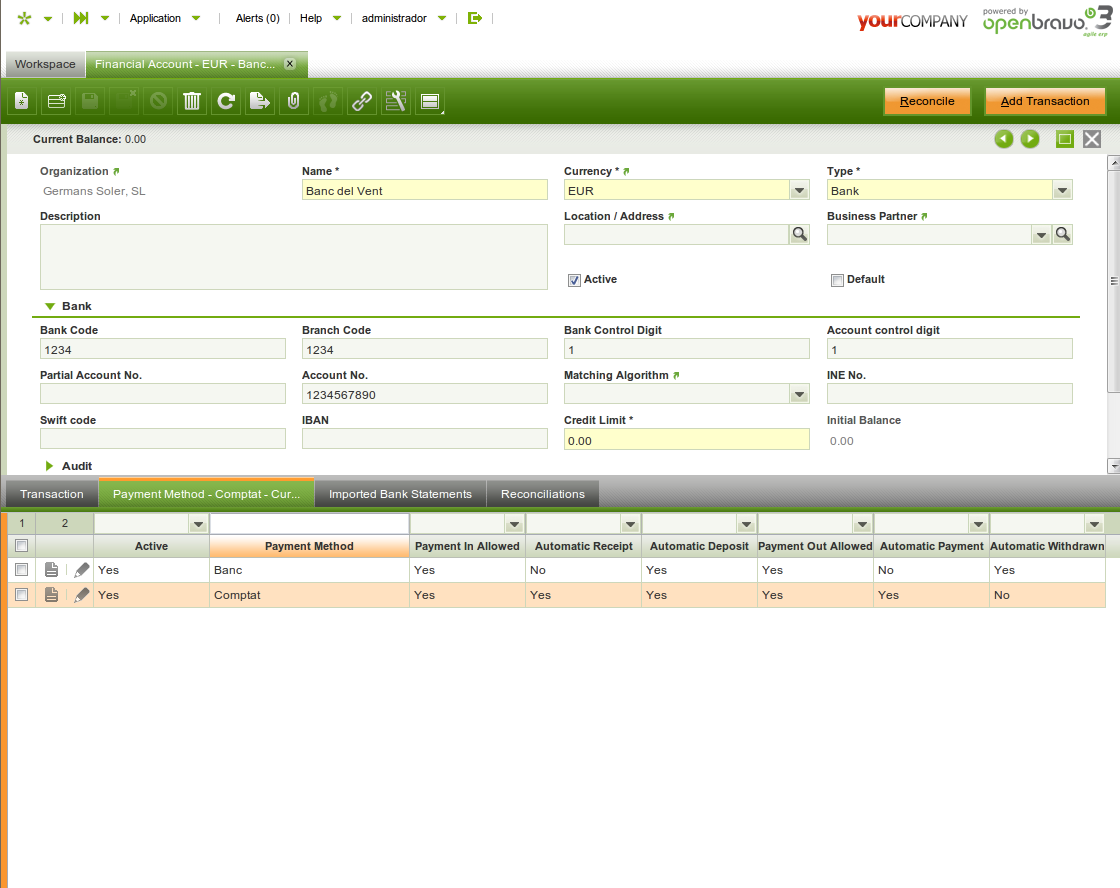 Application Alerts (0) Help administrador
yourCOMPANY
powered by
openbravo 3
agile erp
Workspace Financial Account - EUR - Banc...
Reconcile Add Transaction
Current Balance: 0.00
Organization Name * Currency * Type *
Germans Soler, SL Banc del Vent EUR Bank
Description Location / Address Business Partner
Active Default
Bank
Bank Code Branch Code Bank Control Digit Account control digit
1234 1234 1 1
Partial Account No. Account No. Matching Algorithm INE No.
1234567890
Swift code IBAN Credit Limit * Initial Balance
0.00 0.00
Audit
Transaction Payment Method - Comptat - Cur... Imported Bank Statements Reconciliations
1 2
Active Payment Method Payment In Allowed Automatic Receipt Automatic Deposit Payment Out Allowed Automatic Payment Automatic Withdrawn
Yes Banc Yes No Yes Yes No Yes
Yes Comptat Yes Yes Yes Yes Yes No